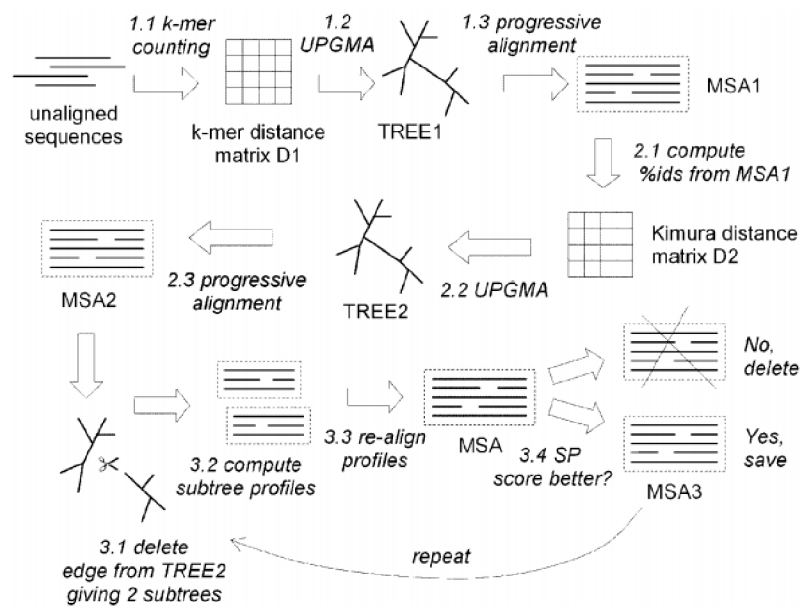 1.1 k-mer
counting
1.2
UPGMA
1.3 progressive
alignment
unaligned
sequences
k-mer distance
matrix D1
TREE1
MSA1
2.1 compute
%ids from MSA1
Kimura distance
matrix D2
2.2 UPGMA
TREE2
2.3 progressive
alignment
MSA2
3.1 delete
edge from TREE2
giving 2 subtrees
3.2 compute
subtree profiles
3.3 re-align
profiles
MSA
3.4 SP
score better?
No,
delete
Yes,
save
MSA3
repeat